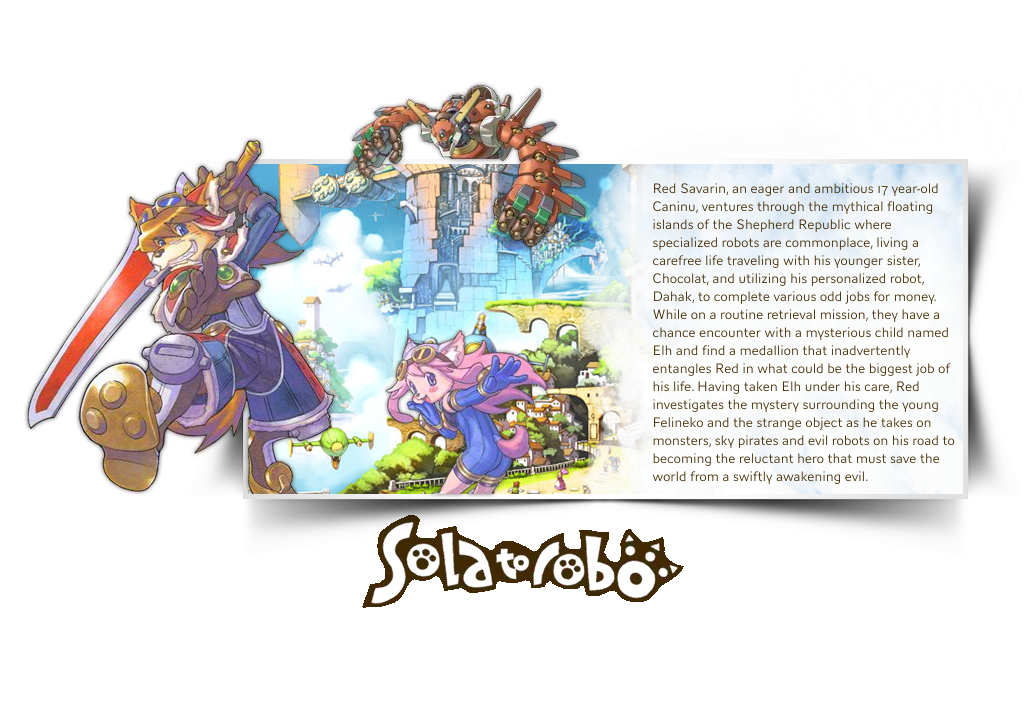 Red Savarin, an eager and ambitious 17 year-old
Caninu, ventures through the mythical floating
islands of the Shepherd Republic where
specialized robots are commonplace, living a
carefree life traveling with his younger sister,
Chocolat, and utilizing his personalized robot,
Dahak, to complete various odd jobs for money.
While on a routine retrieval mission, they have a
chance encounter with a mysterious child named
Elh and find a medallion that inadvertently
entangles Red in what could be the biggest job of
his life. Having taken Elh under his care, Red
investigates the mystery surrounding the young
Felineko and the strange object as he takes on
monsters, sky pirates and evil robots on his road to
becoming the reluctant hero that must save the
world from a swiftly awakening evil.
Solatorobo